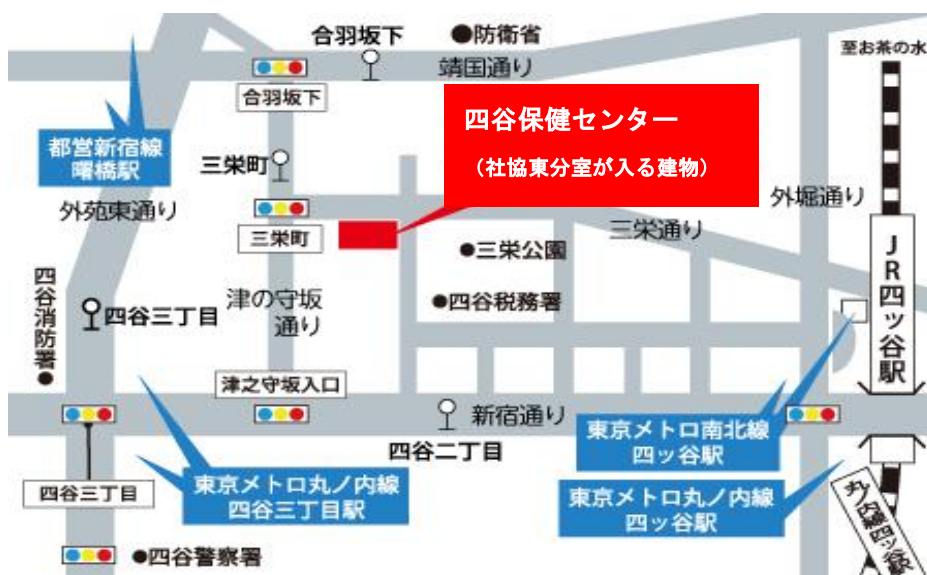 合羽坂下
●防衛省
至お茶の水
靖国通り
合羽坂下
四谷保健センター
（社協東分室が入る建物）
都営新宿線
曙橋駅
三栄町
外苑東通り
外堀通り
三栄町
三栄通り
●三栄公園
JR四ッ谷駅
四谷消防署●
津の守坂
通り
●四谷税務署
四谷三丁目
津之守坂入口
新宿通り
東京メトロ南北線
四ッ谷駅
四谷二丁目
四谷三丁目
東京メトロ丸ノ内線
四谷三丁目駅
東京メトロ丸ノ内線
四ッ谷駅
丸ノ内線四ッ谷駅
●四谷警察署